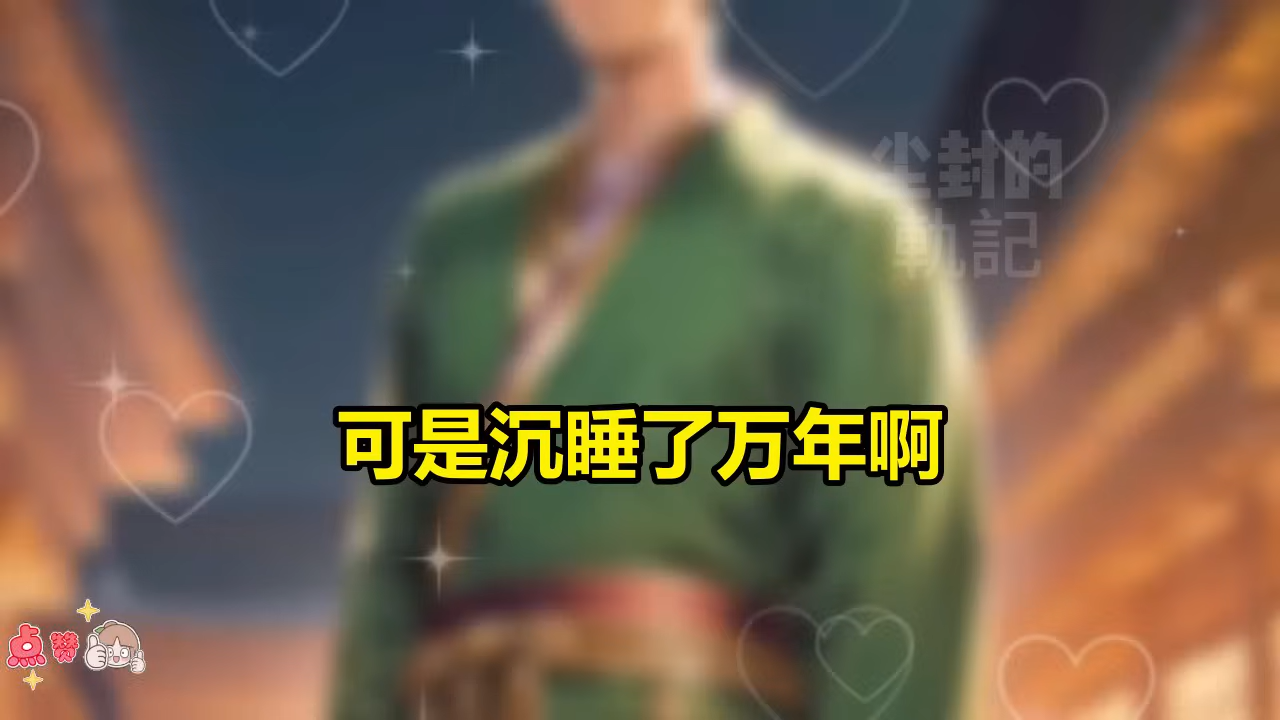 尘封的
軌記
可是沉睡了万年啊
点赞